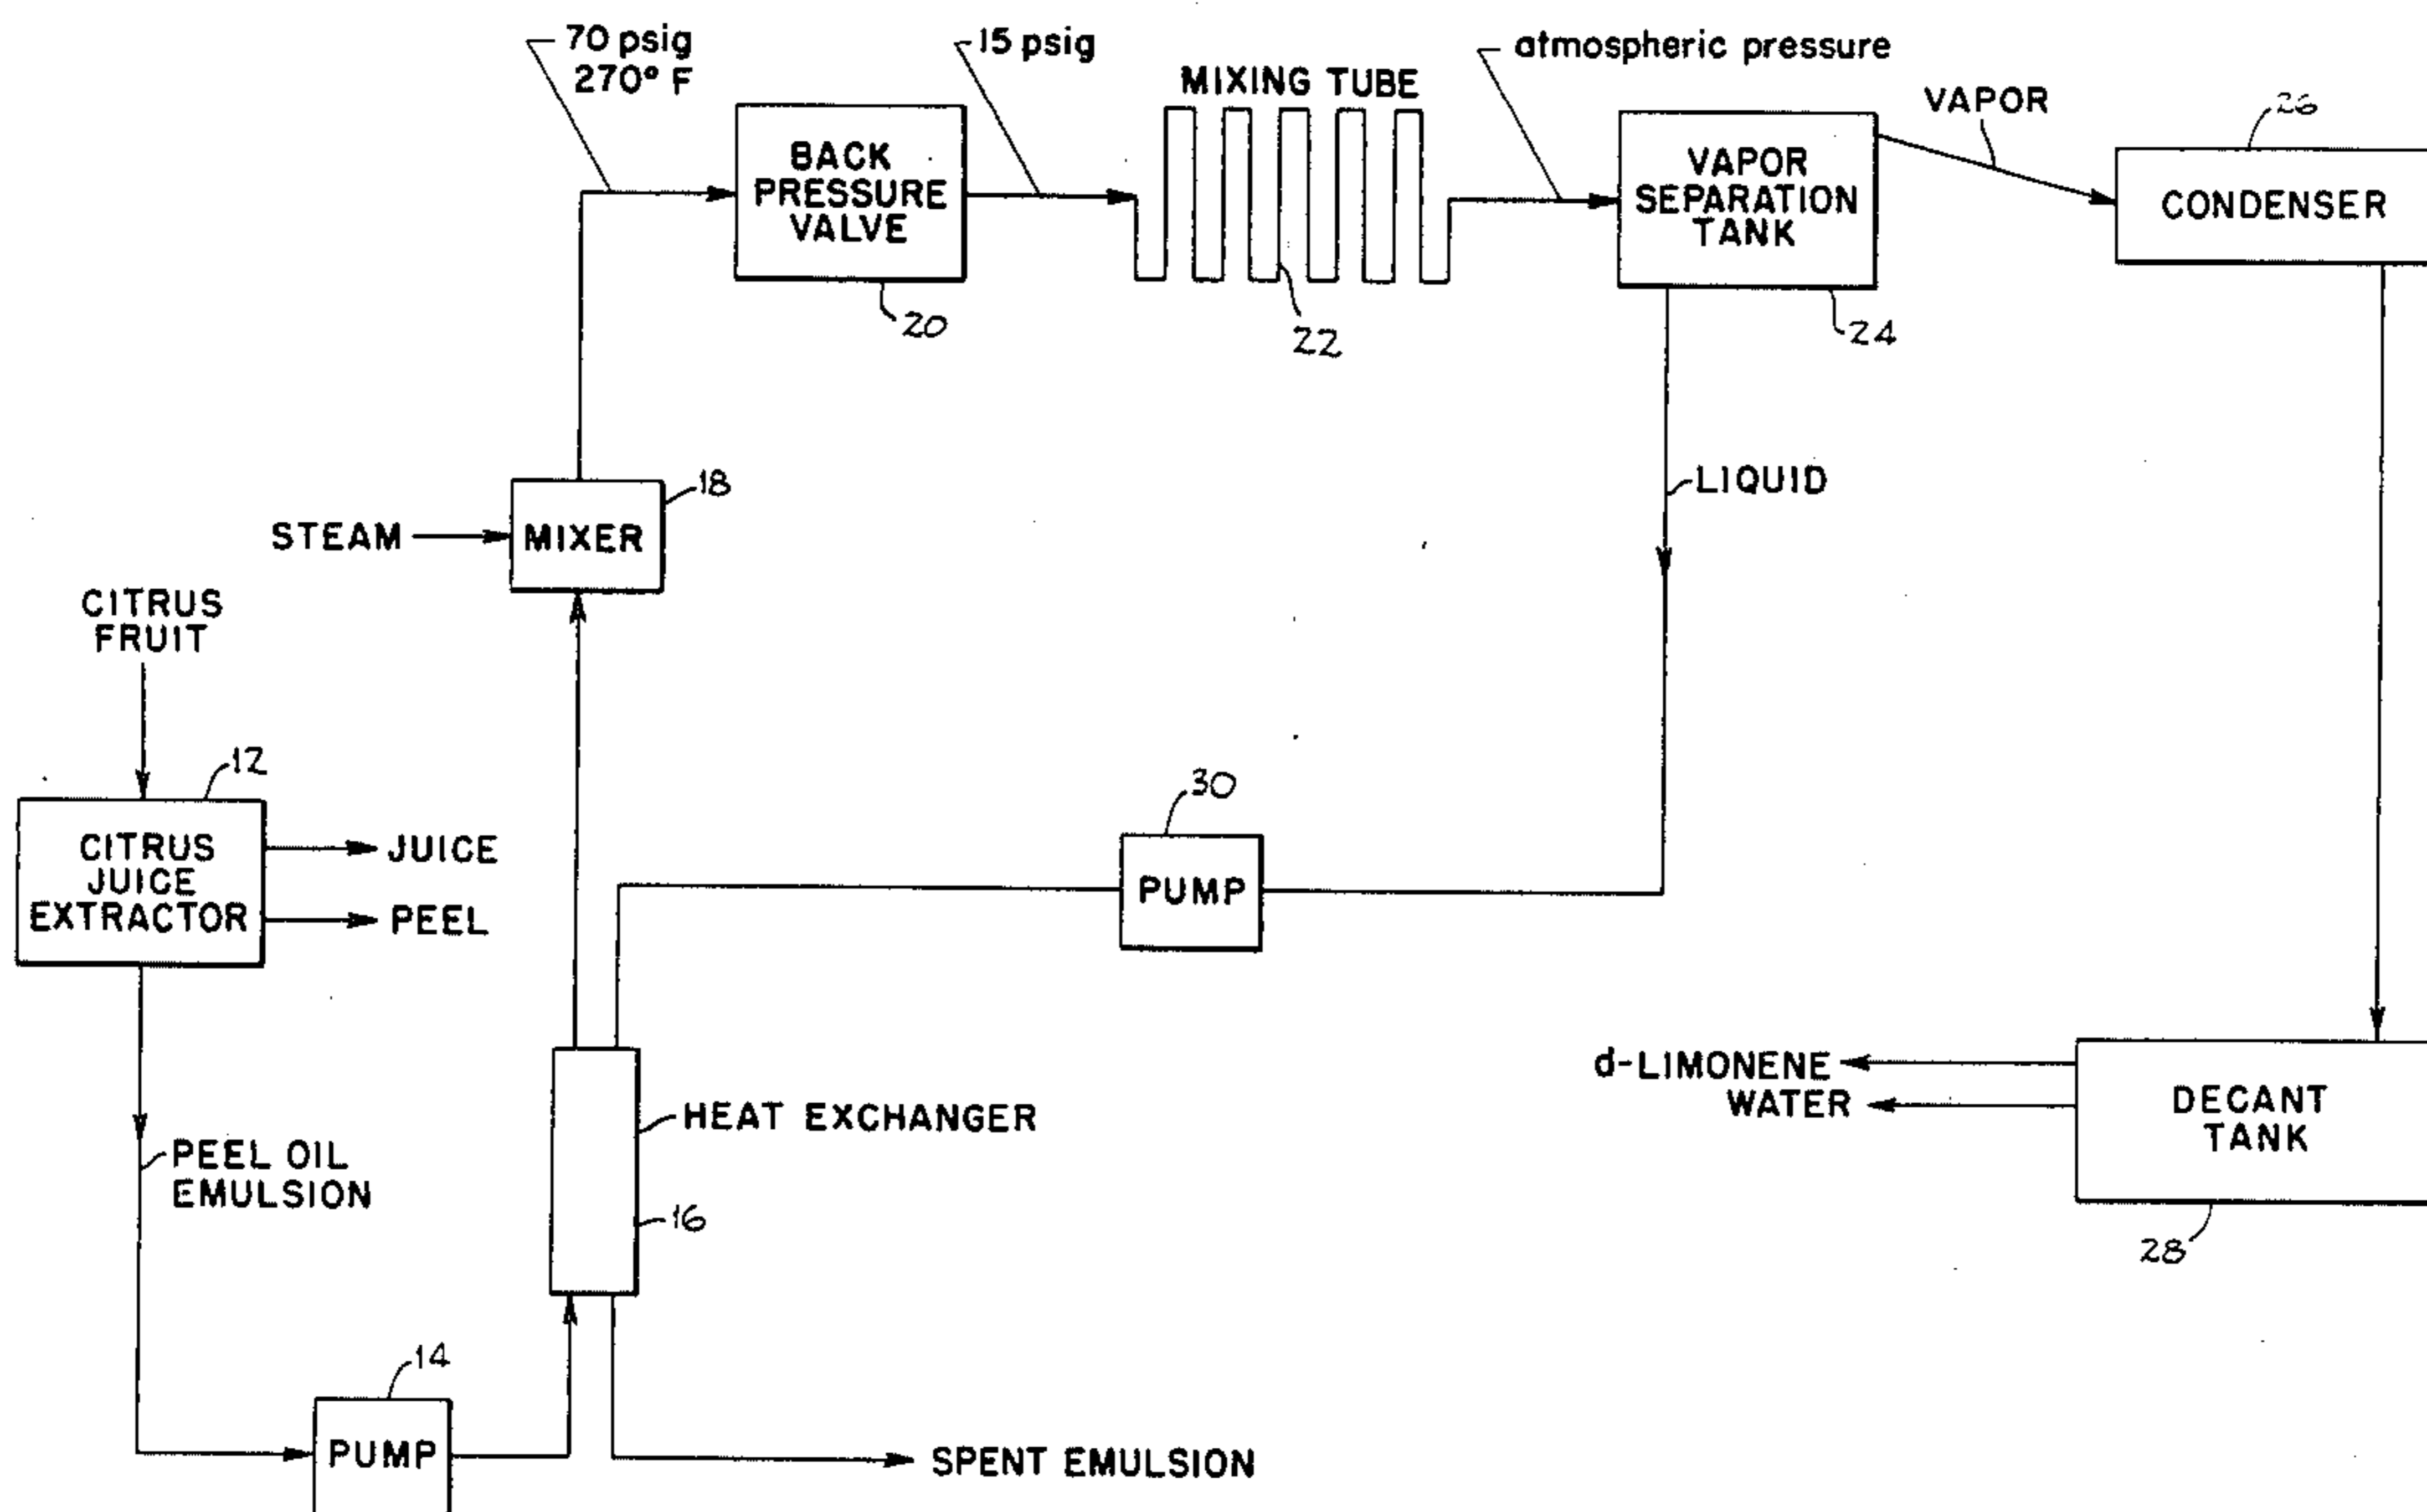 70 psig
270° F
15 psig
MIXING TUBE
atmospheric pressure
VAPOR
26
BACK
PRESSURE
VALVE
20
22
VAPOR
SEPARATION
TANK
24
CONDENSER
LIQUID
18
STEAM
MIXER
CITRUS
FRUIT
12
CITRUS
JUICE
EXTRACTOR
JUICE
PEEL
30
PUMP
d-LIMONENE
WATER
DECANT
TANK
28
HEAT EXCHANGER
16
PEEL OIL
EMULSION
14
PUMP
SPENT EMULSION